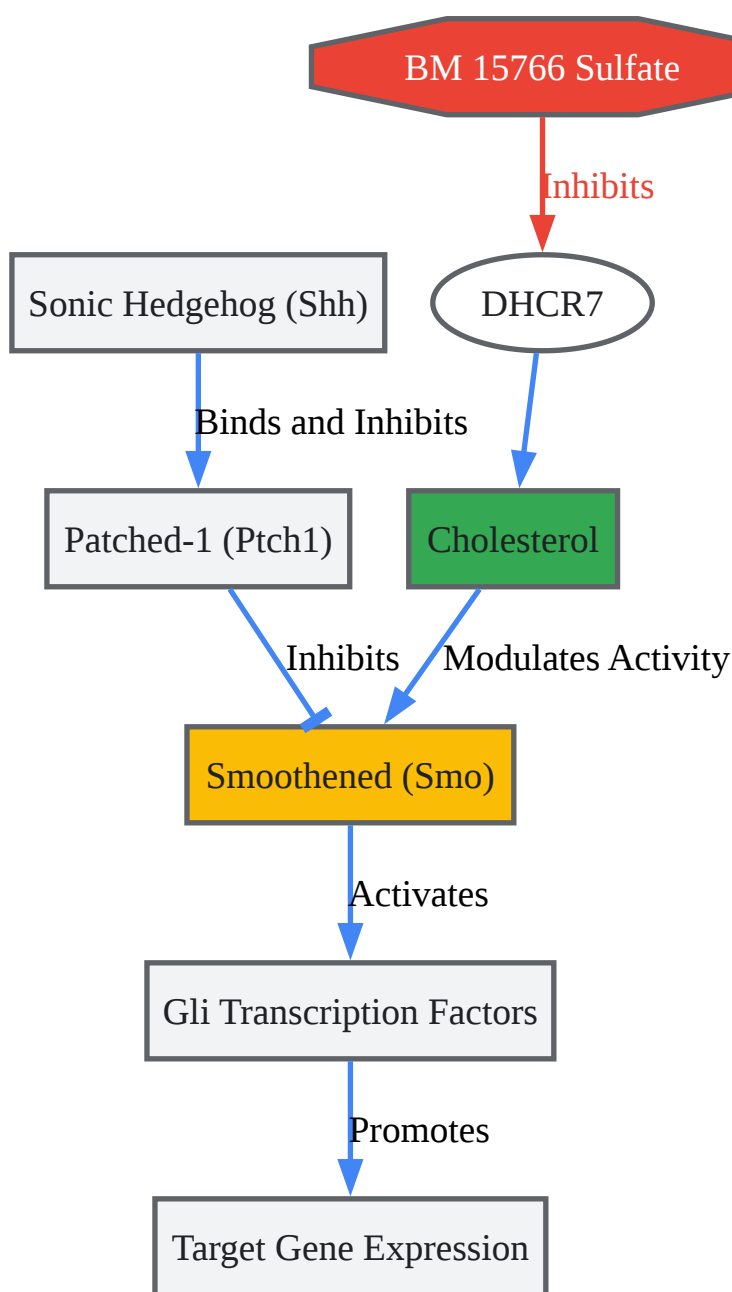 BM 15766 Sulfate
Inhibits
Sonic Hedgehog (Shh)
DHCR7
Binds and Inhibits
Patched-1 (Ptch1)
Cholesterol
Inhibits
Modulates Activity
Smoothened (Smo)
Activates
Gli Transcription Factors
Promotes
Target Gene Expression